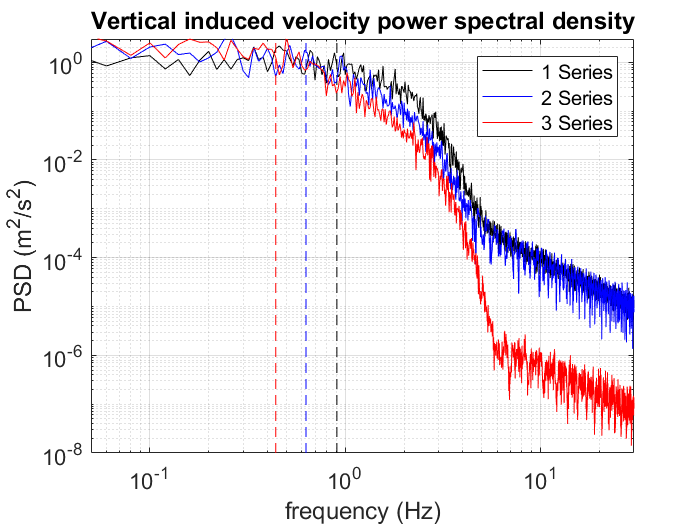 Vertical induced velocity power spectral density
10^0
10^-2
10^-4
10^-6
10^-8
PSD (m^2/s^2)
1 Series
2 Series
3 Series
10^-1
10^0
10^1
frequency (Hz)